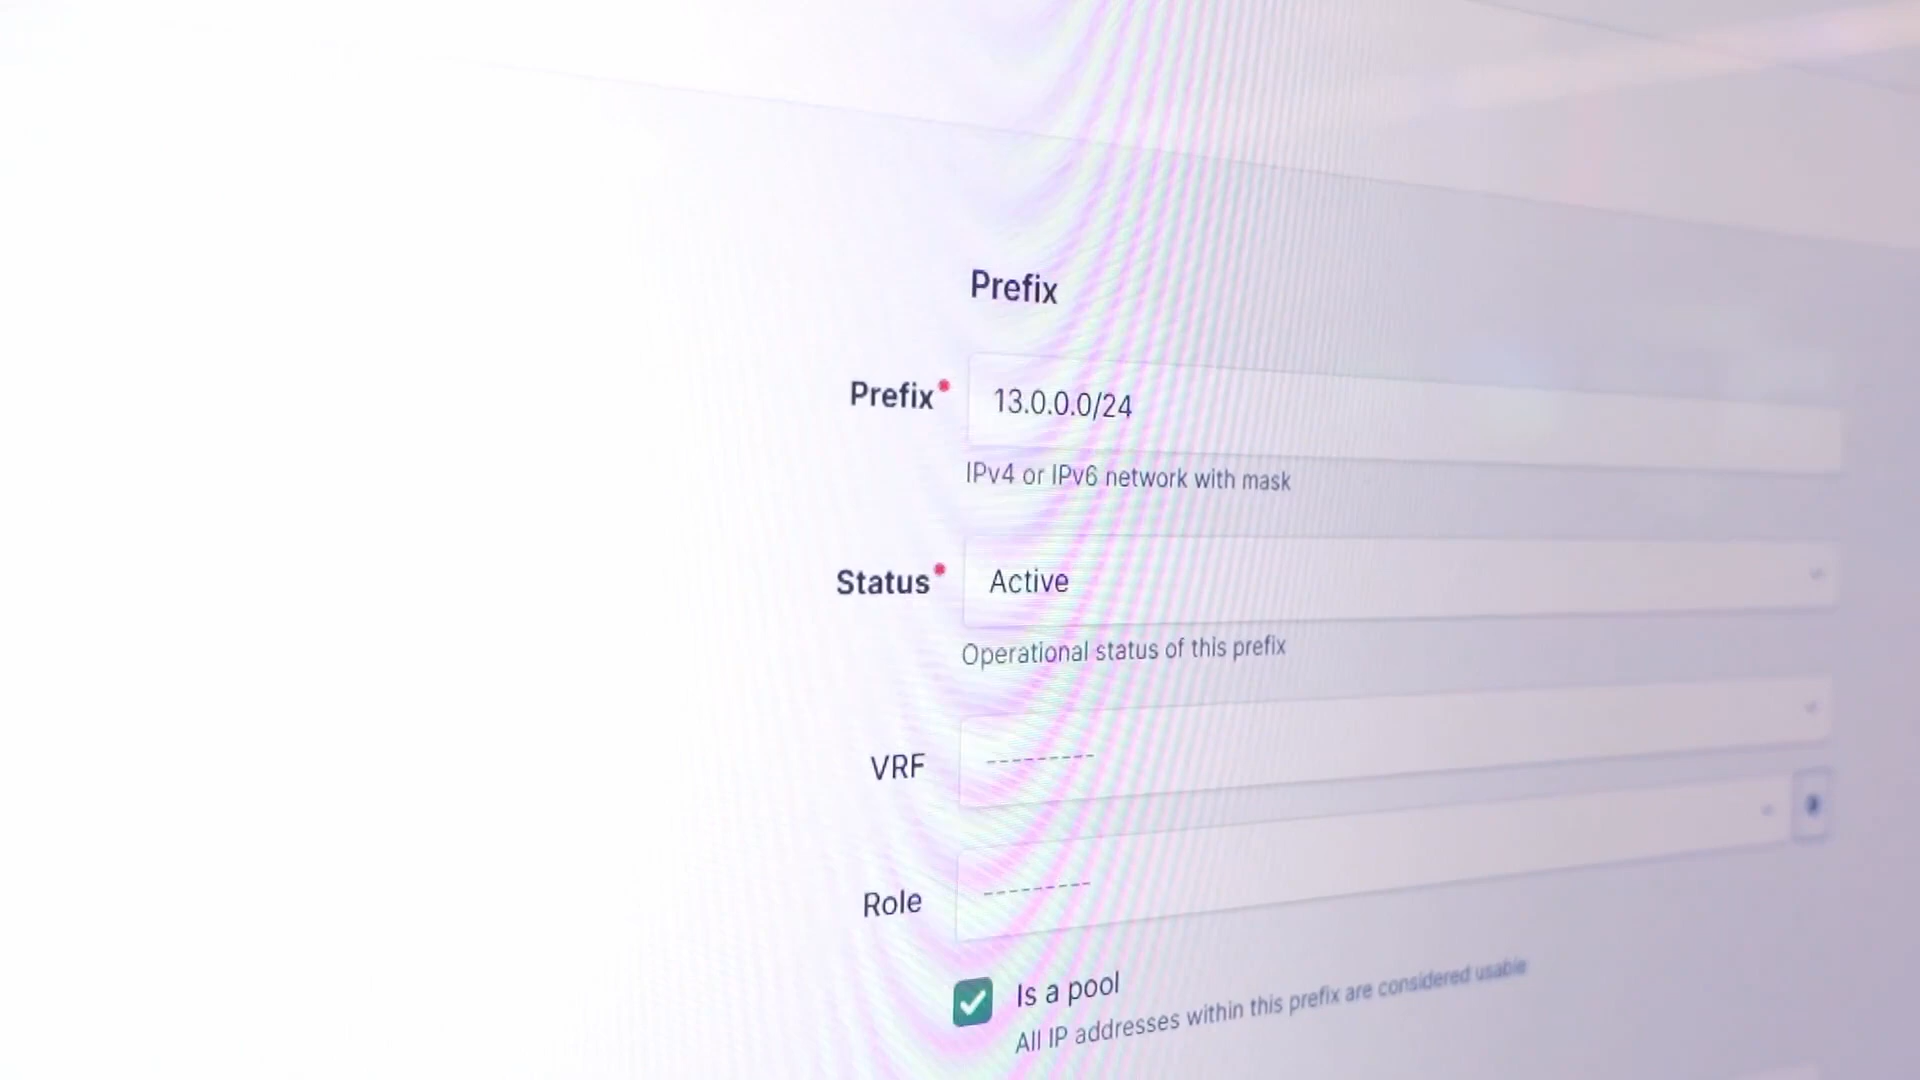 Prefix
Prefix
13.0.0.0/24
IPv4 or IPv6 network with mask
Status
Active
Operational status of this prefix
VRF
---------
Role
---------
Is a pool
All IP addresses within this prefix are considered usable